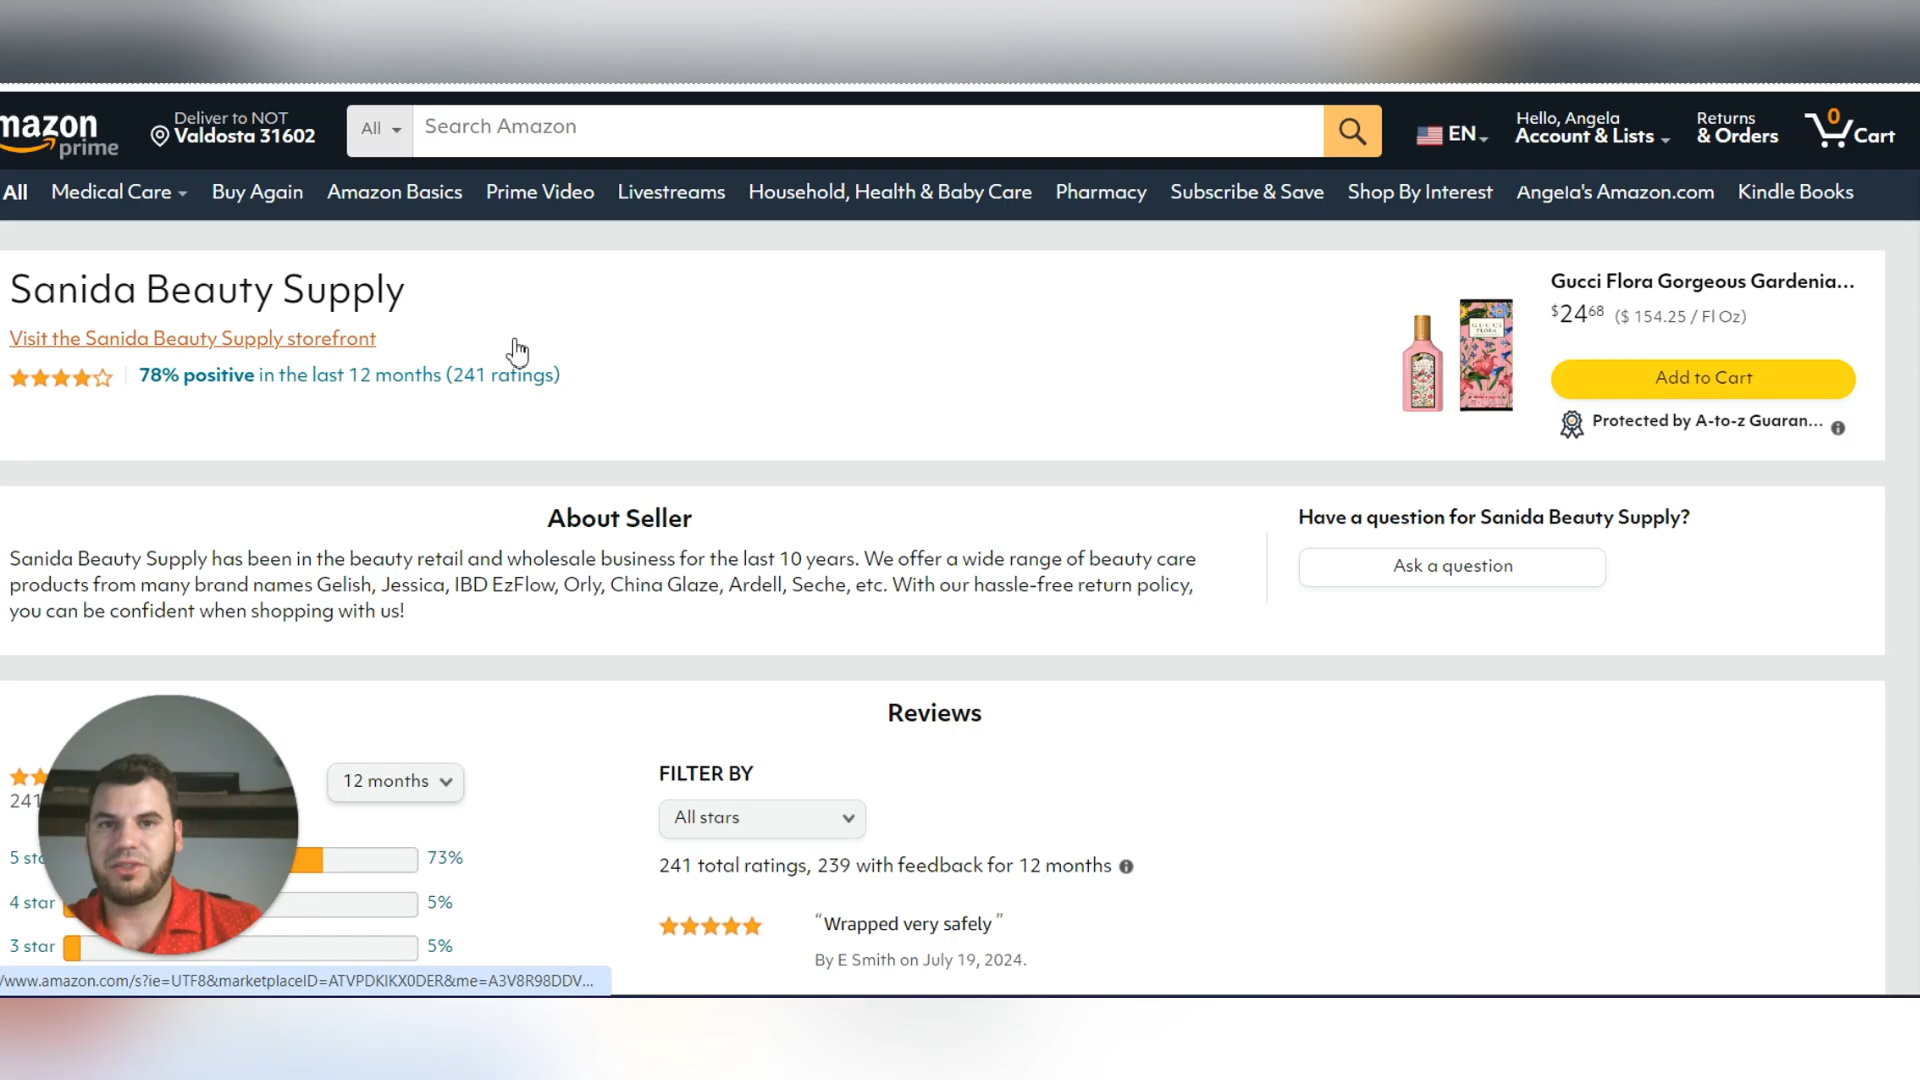 mazon
prime
Deliver to NOT
Valdosta 31602
All
Search Amazon
EN
Hello, Angela
Account & Lists
Returns
& Orders
0
Cart
All
Medical Care
Buy Again
Amazon Basics
Prime Video
Livestreams
Household, Health & Baby Care
Pharmacy
Subscribe & Save
Shop By Interest
Angela's Amazon.com
Kindle Books
Sanida Beauty Supply
Visit the Sanida Beauty Supply storefront
78% positive in the last 12 months (241 ratings)
GUCCI
FLORA
Gucci Flora Gorgeous Gardenia...
$24⁶⁸ ($ 154.25 / Fl Oz)
Add to Cart
Protected by A-to-z Guaran...
About Seller
Sanida Beauty Supply has been in the beauty retail and wholesale business for the last 10 years. We offer a wide range of beauty care
products from many brand names Gelish, Jessica, IBD EzFlow, Orly, China Glaze, Ardell, Seche, etc. With our hassle-free return policy,
you can be confident when shopping with us!
Have a question for Sanida Beauty Supply?
Ask a question
Reviews
241
12 months
5 sta
73%
4 star
5%
3 star
5%
FILTER BY
All stars
241 total ratings, 239 with feedback for 12 months
“Wrapped very safely ”
By E Smith on July 19, 2024.
/www.amazon.com/s?ie=UTF8&marketplaceID=ATVPDKIKX0DER&me=A3V8R98DDV...